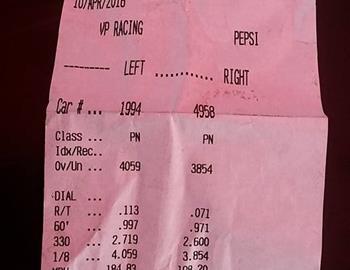 10/APR/2016
VP RACING PEPSI
--------- LEFT ........... RIGHT
Car # ... 1994 4958
Class ... PN PN
Idx/Rec..
Ov/Un ... 4059 3854
DIAL ...
R/T ... .113 .071
60' ... .997 .971
330 ... 2.719 2.600
1/8 ... 4.059 3.854